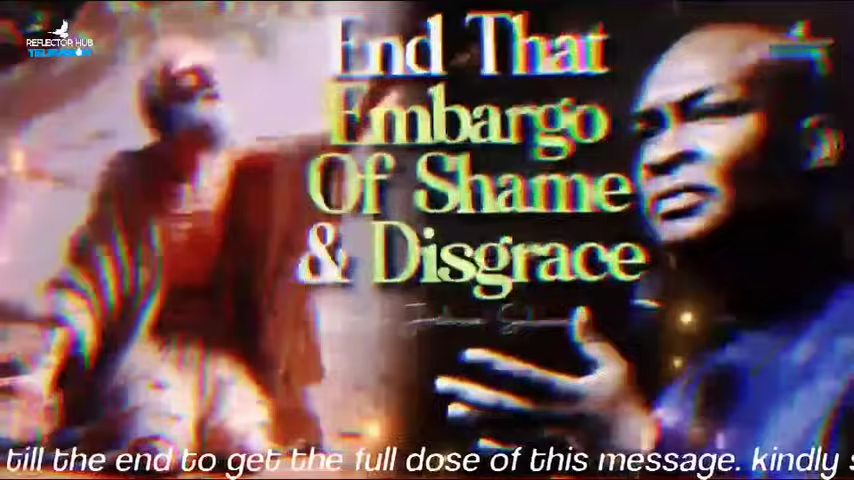 REFLECTOR HUB
TELEVISION
End That
Embargo
Of Shame
& Disgrace
till the end to get the full dose of this message. kindly s